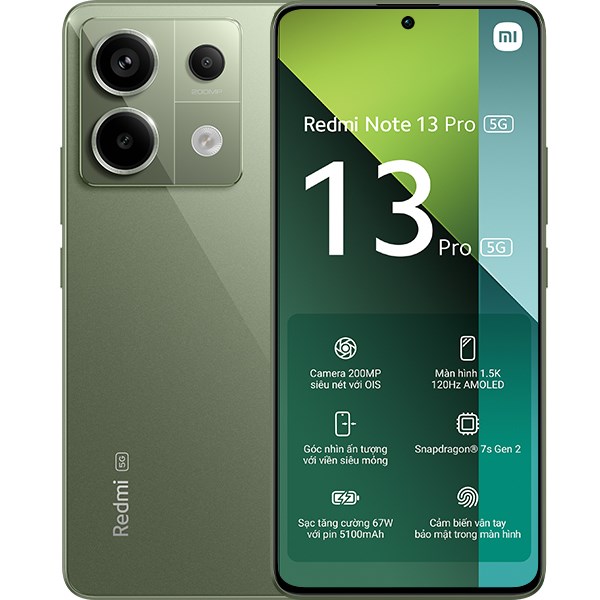 200MP
Redmi 5G
mi
Redmi Note 13 Pro 5G
13 Pro 5G
Camera 200MP
siêu nét với OIS
Màn hình 1.5K
120Hz AMOLED
Góc nhìn ấn tượng
với viền siêu mỏng
Snapdragon® 7s Gen 2
Sạc tăng cường 67W
với pin 5100mAh
Cảm biến vân tay
bảo mật trong màn hình